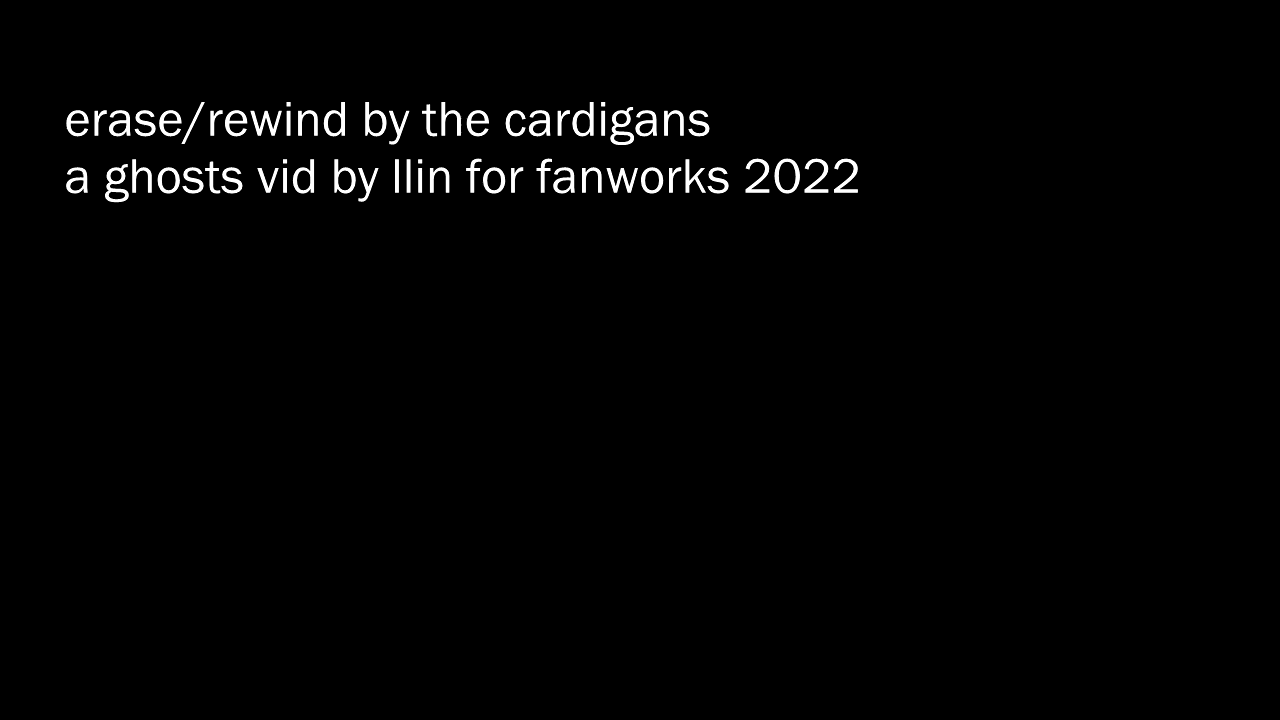 erase/rewind by the cardigans
a ghosts vid by llin for fanworks 2022